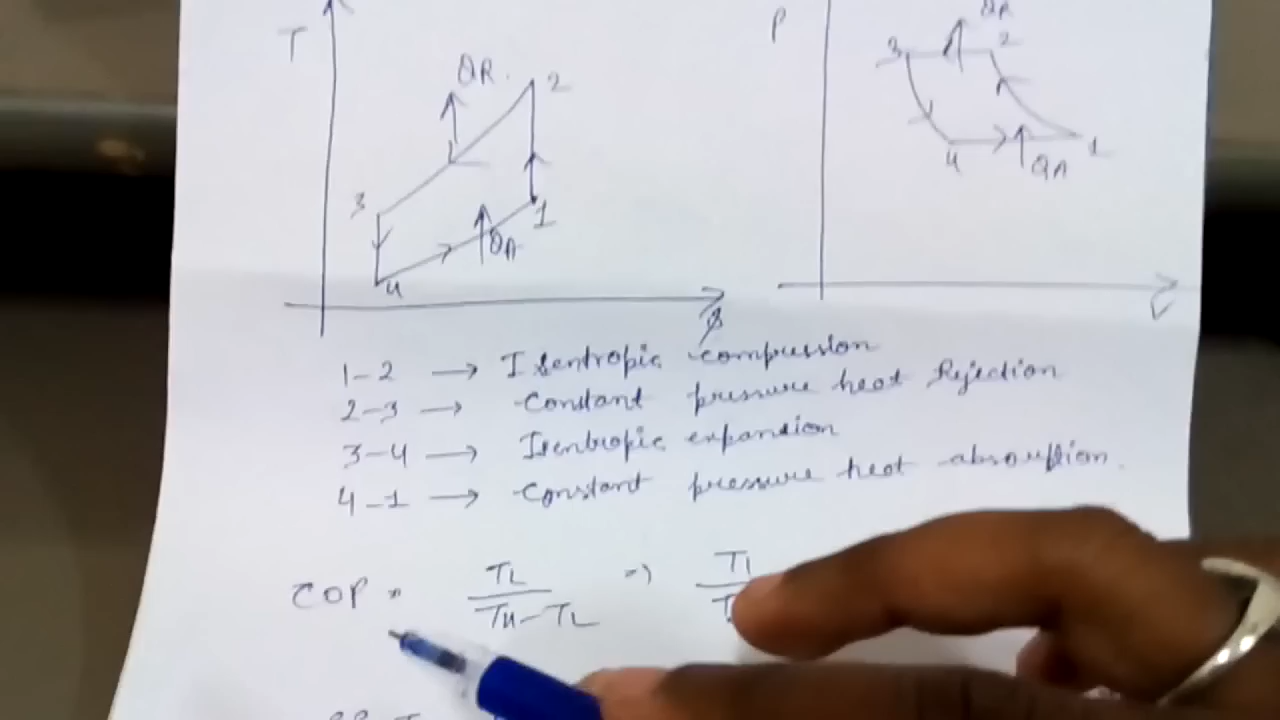 T
QR.
2
3
1
QA
4
S
P
QR
3
2
4
1
QA
V
1-2 → Isentropic compression
2-3 → Constant pressure heat Rejection
3-4 → Isentropic expansion
4-1 → Constant pressure heat absorption.
COP = TL / TH - TL ⇒ T1